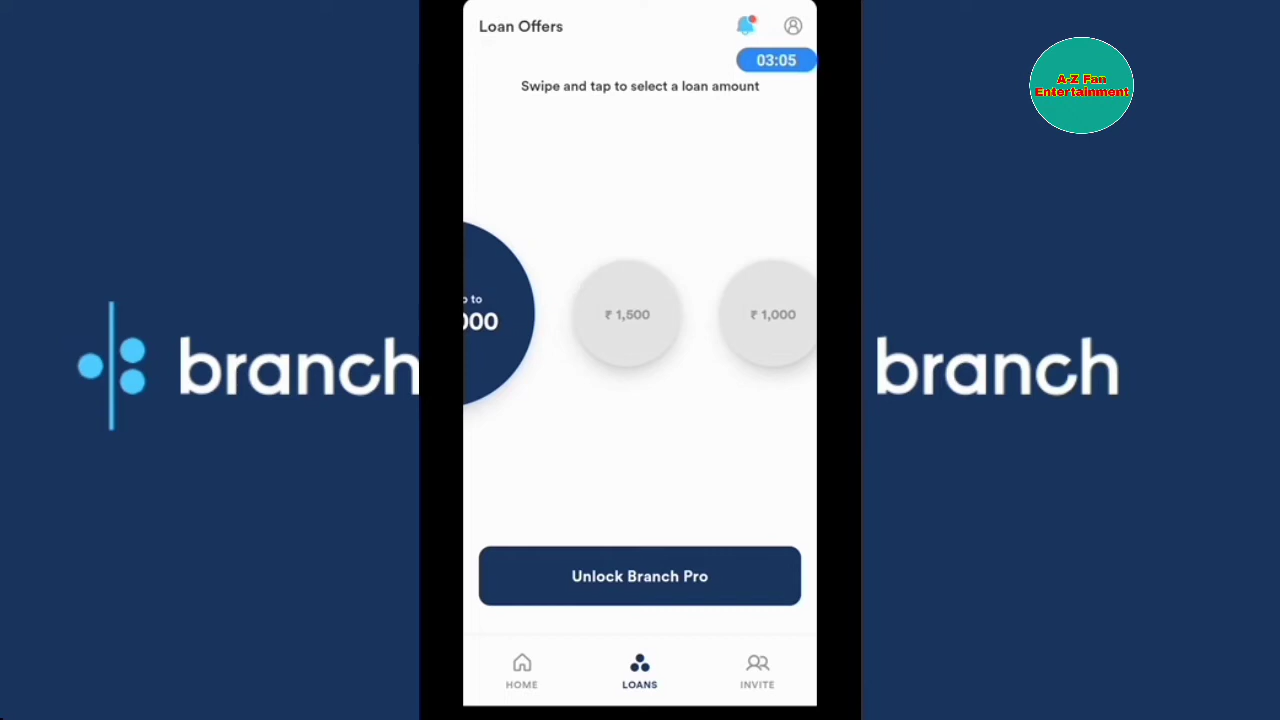 Loan Offers
03:05
Swipe and tap to select a loan amount
A-Z Fan
Entertainment
₹ 1,500
₹ 1,000
branch
branch
Unlock Branch Pro
HOME
LOANS
INVITE